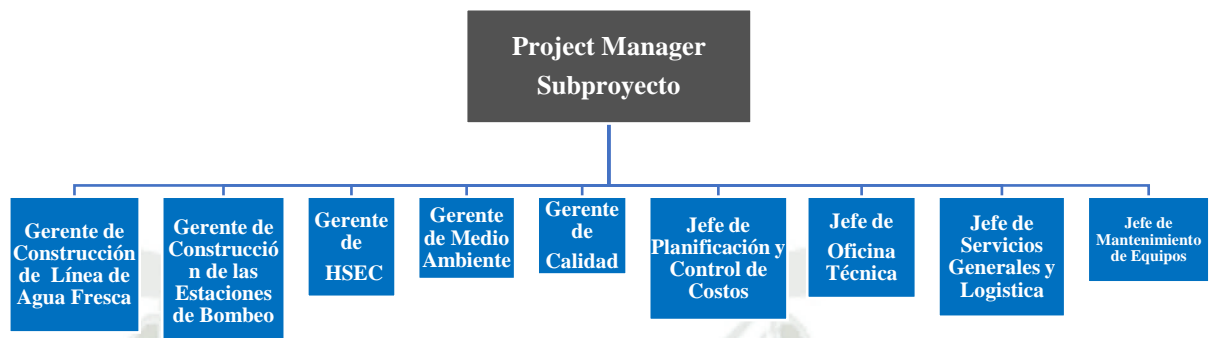 Project Manager
Subproyecto
Gerente de
Construcción
de Línea de
Agua Fresca
Gerente de
Construcció
n de las
Estaciones
de Bombeo
Gerente
de
HSEC
Gerente
de Medio
Ambiente
Gerente
de
Calidad
Jefe de
Planificación y
Control de
Costos
Jefe de
Oficina
Técnica
Jefe de
Servicios
Generales y
Logistica
Jefe de
Mantenimiento
de Equipos